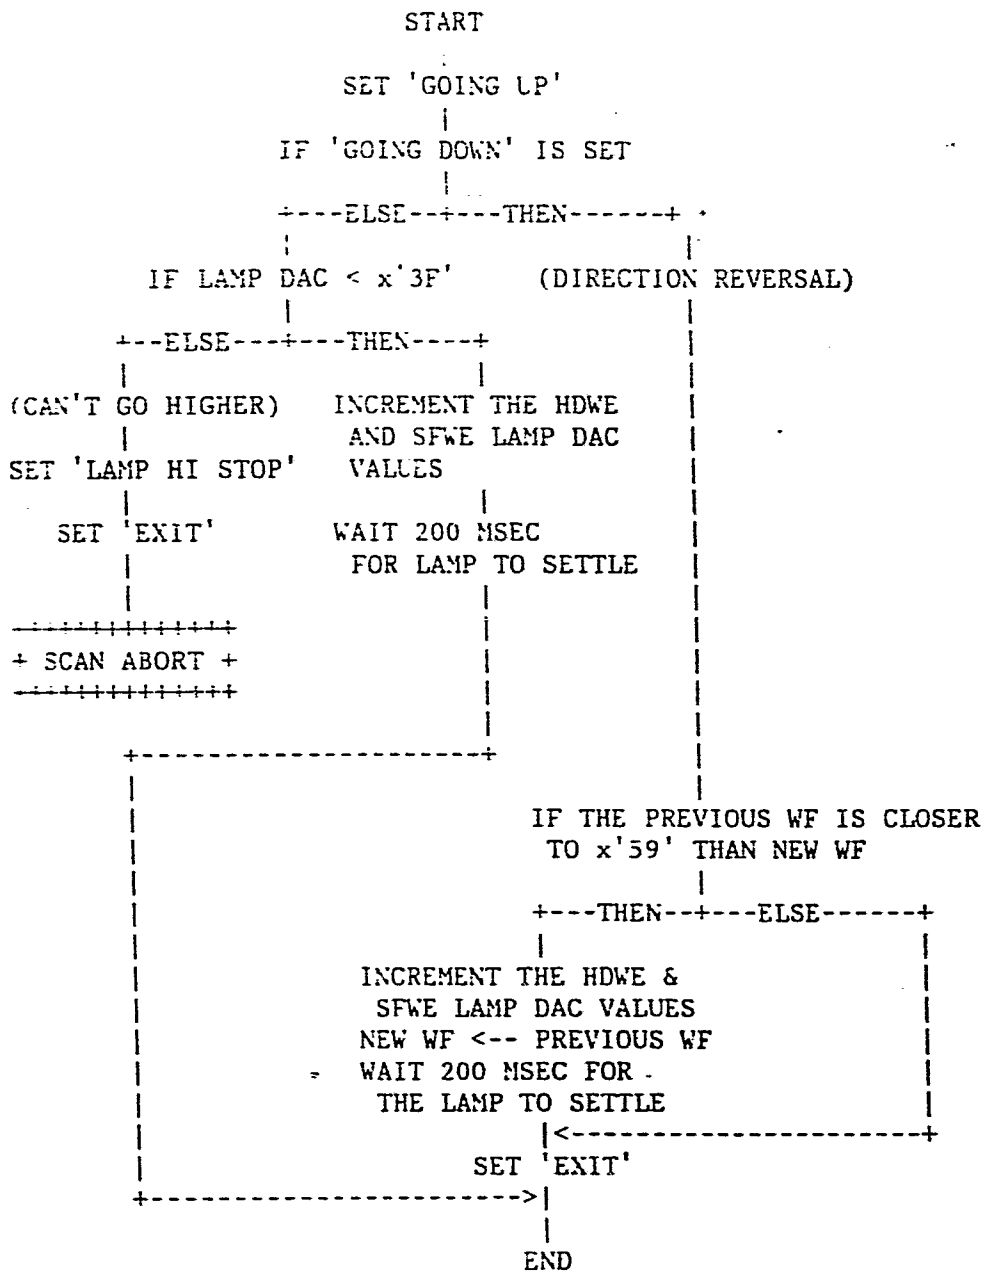 START
SET 'GOING UP'
IF 'GOING DOWN' IS SET
+---ELSE--+---THEN------+
IF LAMP DAC < x'3F' (DIRECTION REVERSAL)
+--ELSE---+---THEN----+
(CAN'T GO HIGHER) INCREMENT THE HDWE
AND SFWE LAMP DAC
SET 'LAMP HI STOP' VALUES
SET 'EXIT' WAIT 200 MSEC
FOR LAMP TO SETTLE
++++++++++++++
+ SCAN ABORT +
++++++++++++++
+----------------------+
IF THE PREVIOUS WF IS CLOSER
TO x'59' THAN NEW WF
+---THEN--+---ELSE------+
INCREMENT THE HDWE &
SFWE LAMP DAC VALUES
NEW WF <-- PREVIOUS WF
WAIT 200 MSEC FOR
THE LAMP TO SETTLE
|<-----------------------+
SET 'EXIT'
+------------------------>|
END